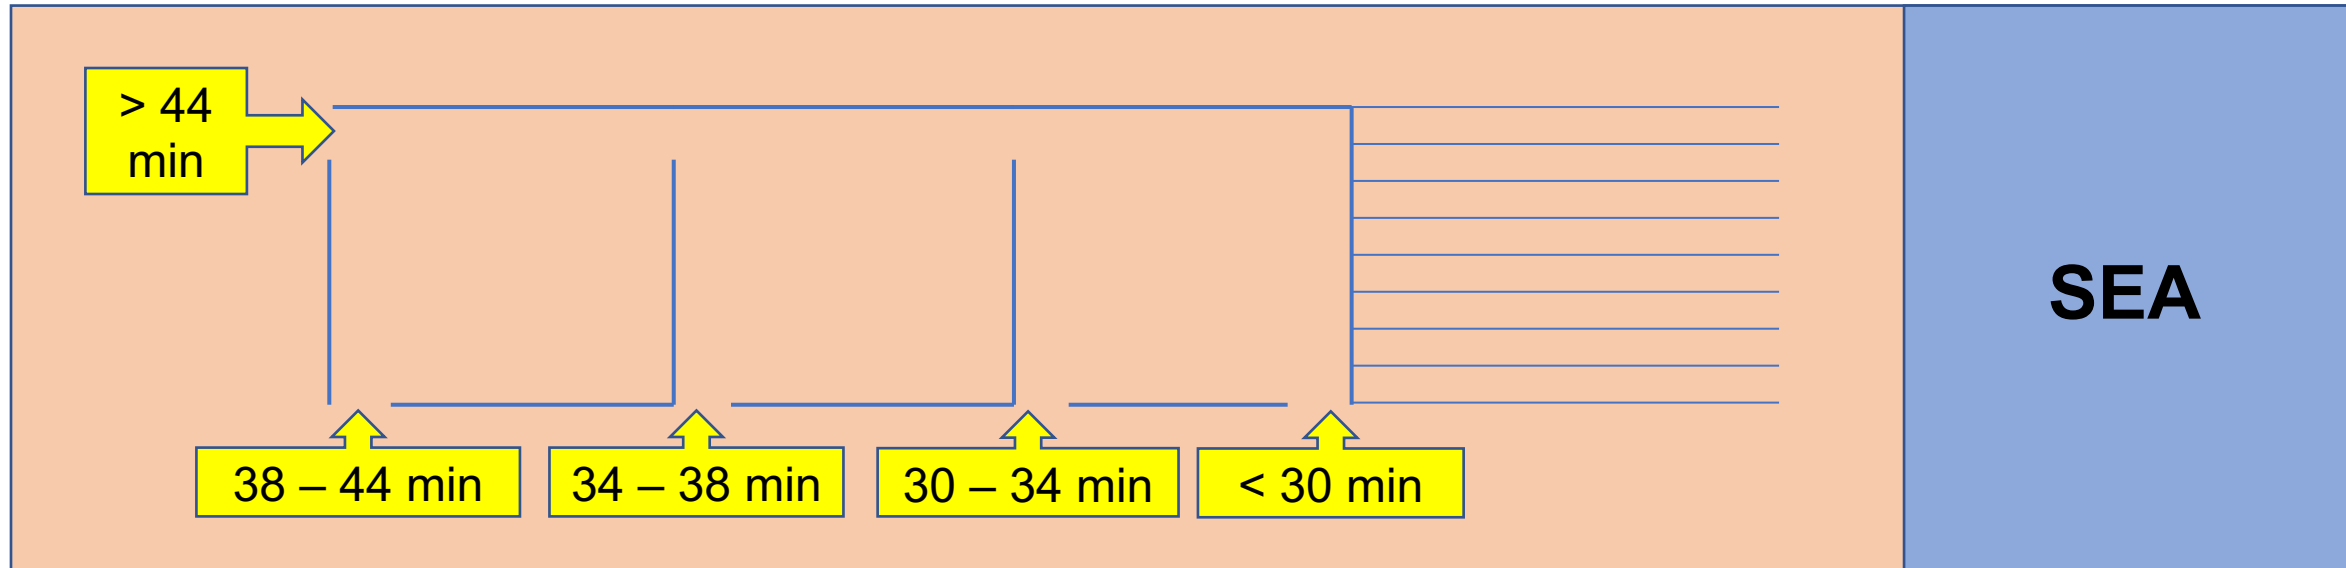 > 44
min
SEA
38 – 44 min
34 – 38 min
30 – 34 min
< 30 min